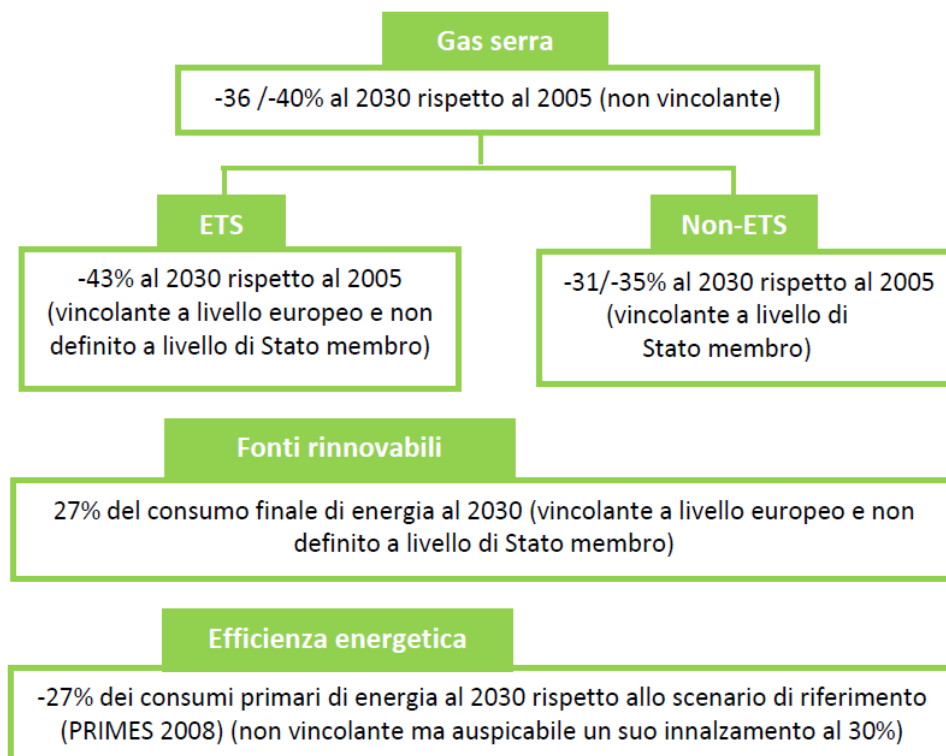 Gas serra
-36 /-40% al 2030 rispetto al 2005 (non vincolante)
ETS
-43% al 2030 rispetto al 2005
(vincolante a livello europeo e non
definito a livello di Stato membro)
Non-ETS
-31/-35% al 2030 rispetto al 2005
(vincolante a livello di
Stato membro)
Fonti rinnovabili
27% del consumo finale di energia al 2030 (vincolante a livello europeo e non
definito a livello di Stato membro)
Efficienza energetica
-27% dei consumi primari di energia al 2030 rispetto allo scenario di riferimento
(PRIMES 2008) (non vincolante ma auspicabile un suo innalzamento al 30%)